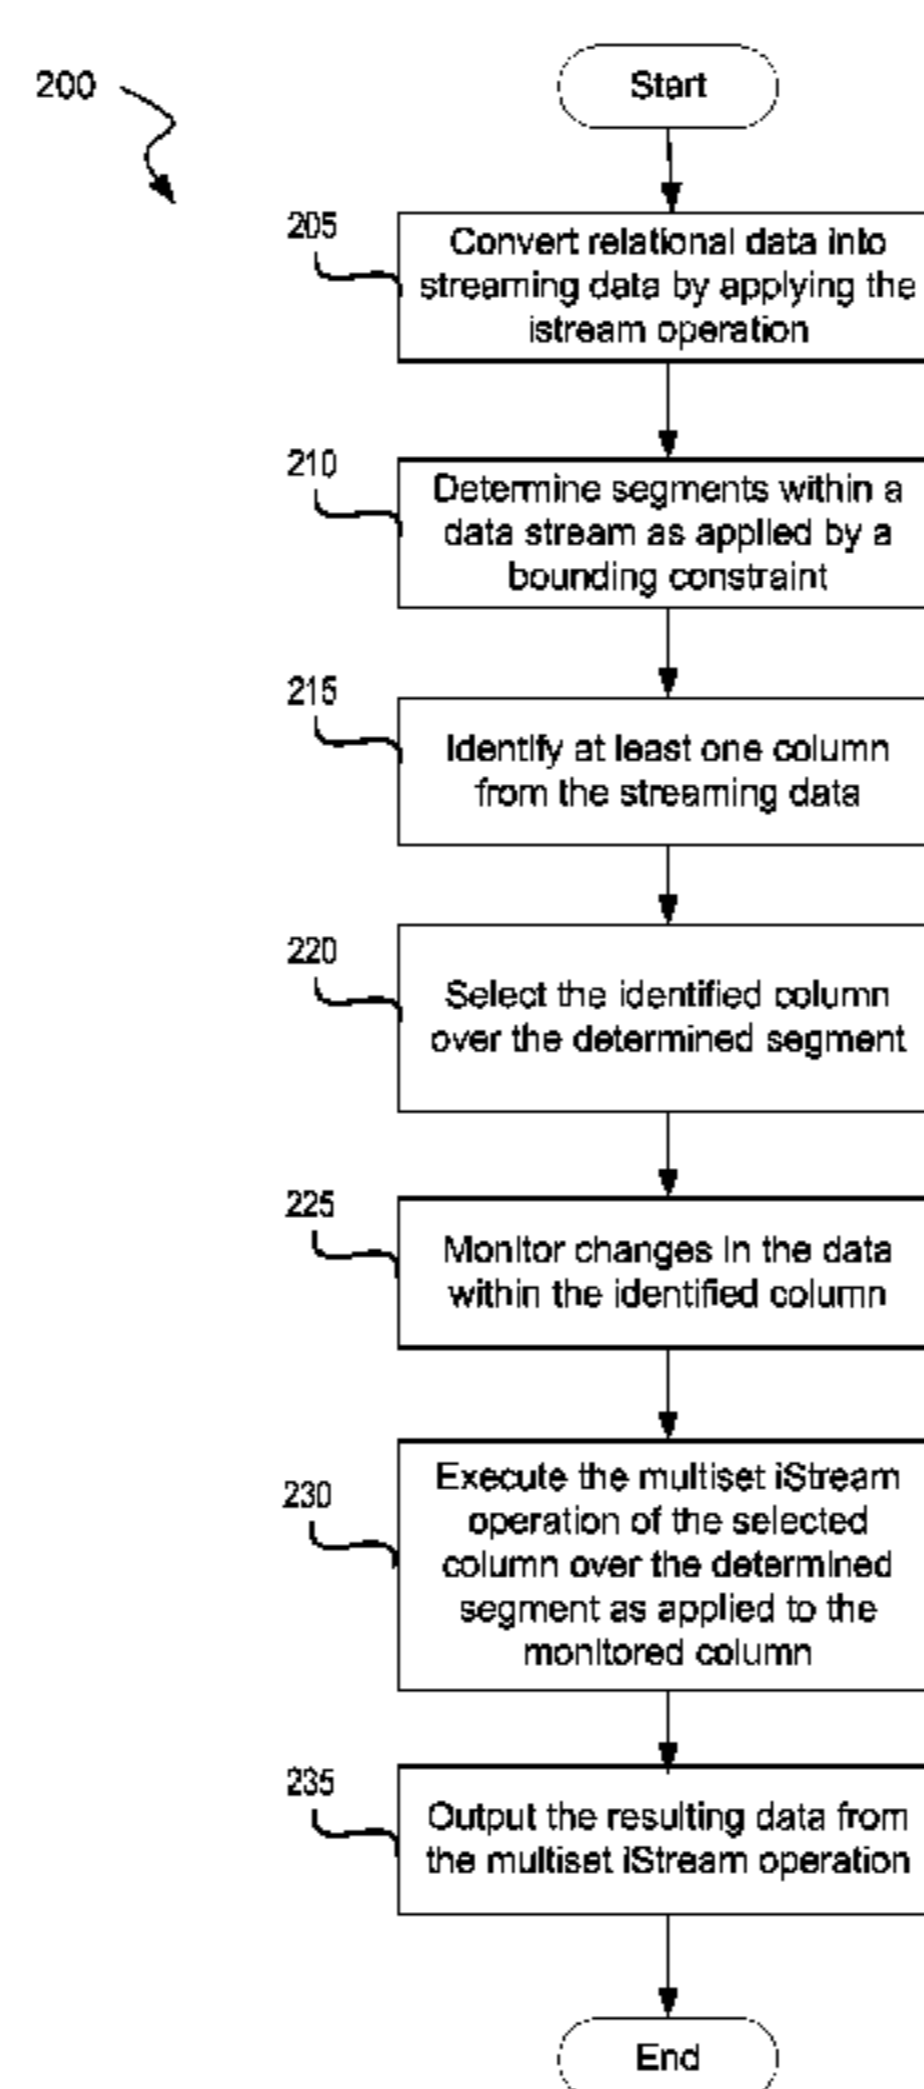 200
Start
205
Convert relational data into
streaming data by applying the
istream operation
210
Determine segments within a
data stream as applied by a
bounding constraint
215
Identify at least one column
from the streaming data
220
Select the identified column
over the determined segment
225
Monitor changes in the data
within the identified column
230
Execute the multiset iStream
operation of the selected
column over the determined
segment as applied to the
monitored column
235
Output the resulting data from
the multiset iStream operation
End